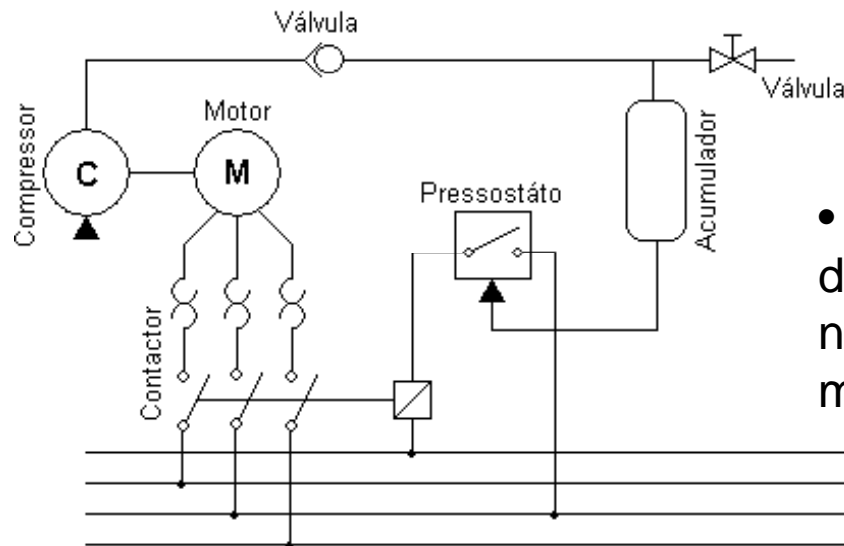 Válvula
Válvula
Motor
Compressor
C
M
Pressostáto
Acumulador
Contactor
•
d
n
m